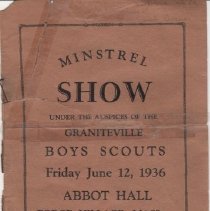 MINSTREL
SHOW
UNDER THE AUSPICES OF THE
GRANITEVILLE
BOYS SCOUTS
Friday June 12, 1936
ABBOT HALL